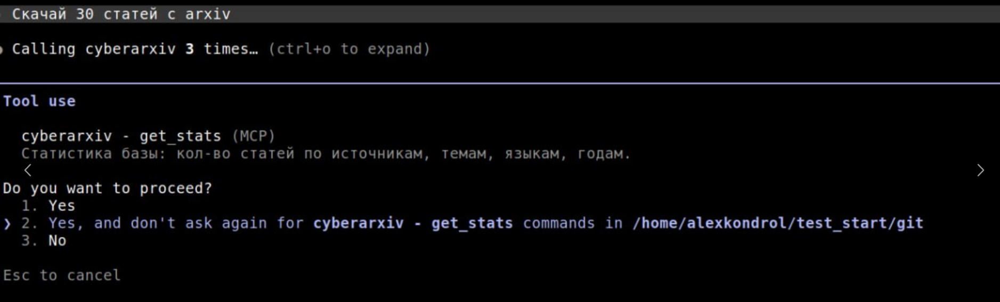 Скачай 30 статей с arxiv
Calling cyberarxiv 3 times… (ctrl+o to expand)
Tool use
cyberarxiv - get_stats (MCP)
Статистика базы: кол-во статей по источникам, темам, языкам, годам.
Do you want to proceed?
1. Yes
❯ 2. Yes, and don't ask again for cyberarxiv - get_stats commands in /home/alexkondrol/test_start/git
3. No
Esc to cancel